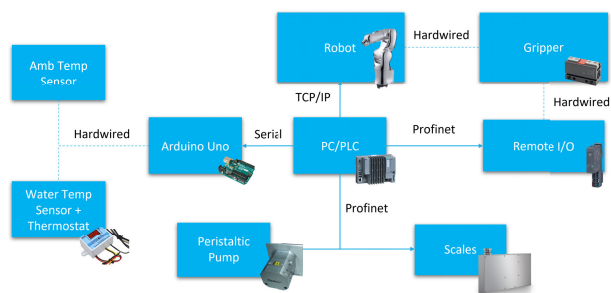 Robot
Hardwired
Gripper
Amb Temp
Sensor
TCP/IP
Hardwired
Hardwired
Arduino Uno
Serial
PC/PLC
Profinet
Remote I/O
Water Temp
Sensor +
Thermostat
Profinet
Peristaltic
Pump
Scales